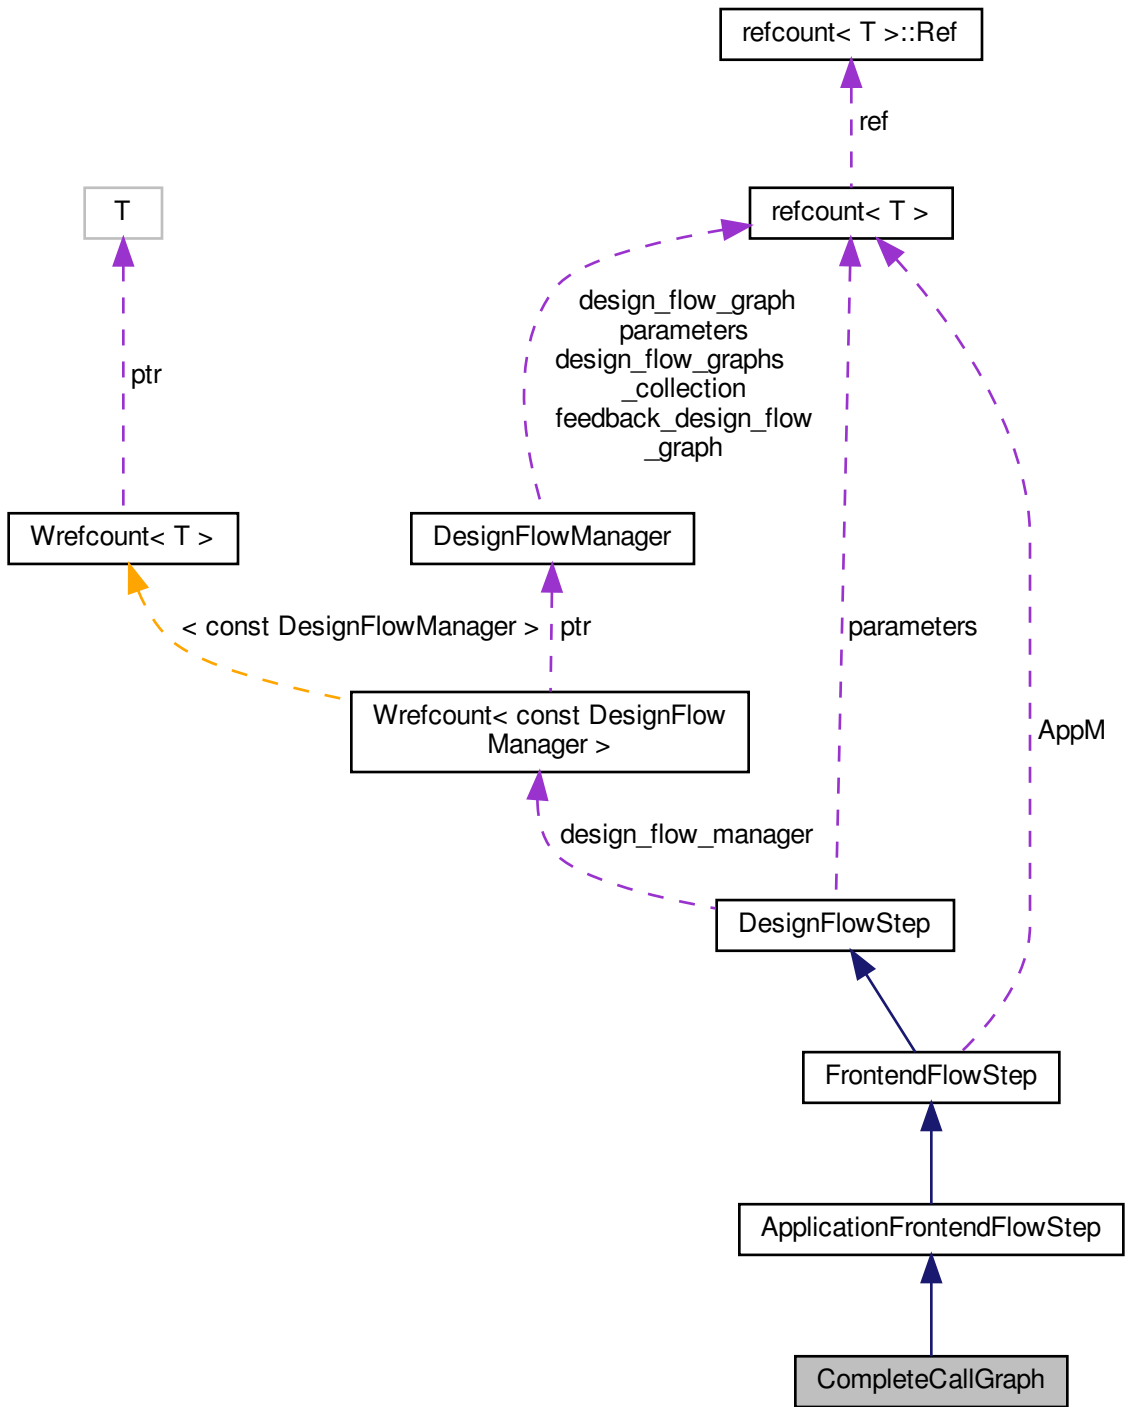 refcount< T >::Ref
ref
T
refcount< T >
design_flow_graph
parameters
design_flow_graphs
_collection
feedback_design_flow
_graph
ptr
Wrefcount< T >
DesignFlowManager
< const DesignFlowManager >
ptr
parameters
Wrefcount< const DesignFlow
Manager >
AppM
design_flow_manager
DesignFlowStep
FrontendFlowStep
ApplicationFrontendFlowStep
CompleteCallGraph